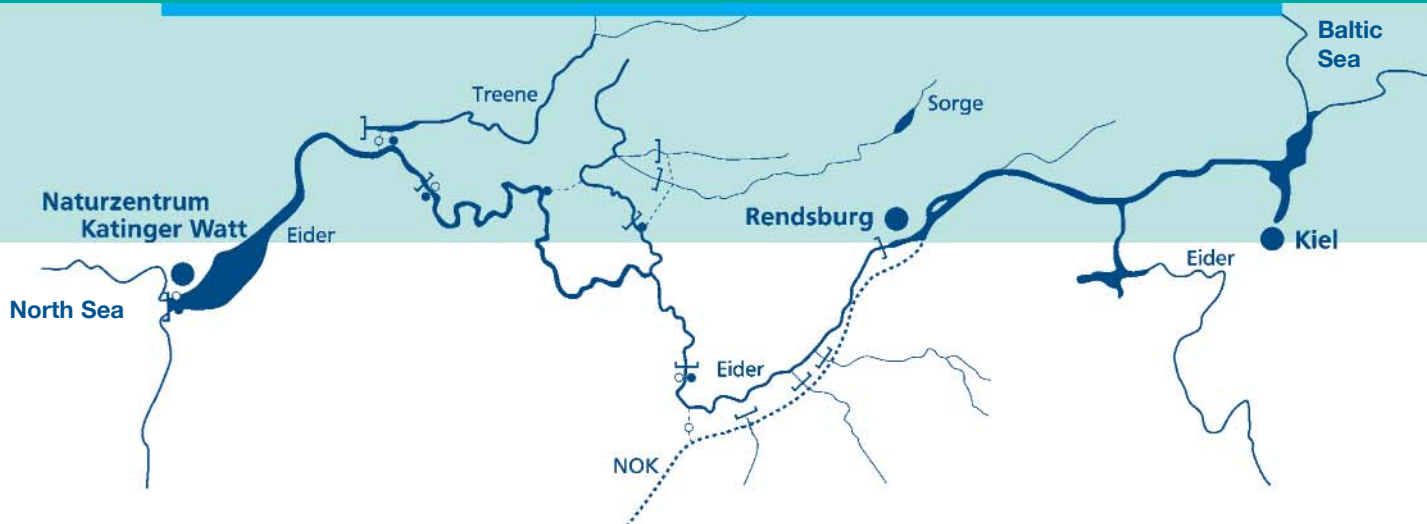 Baltic
Sea
Treene
Sorge
Naturzentrum
Katinger Watt
Eider
Rendsburg
Kiel
Eider
North Sea
Eider
NOK